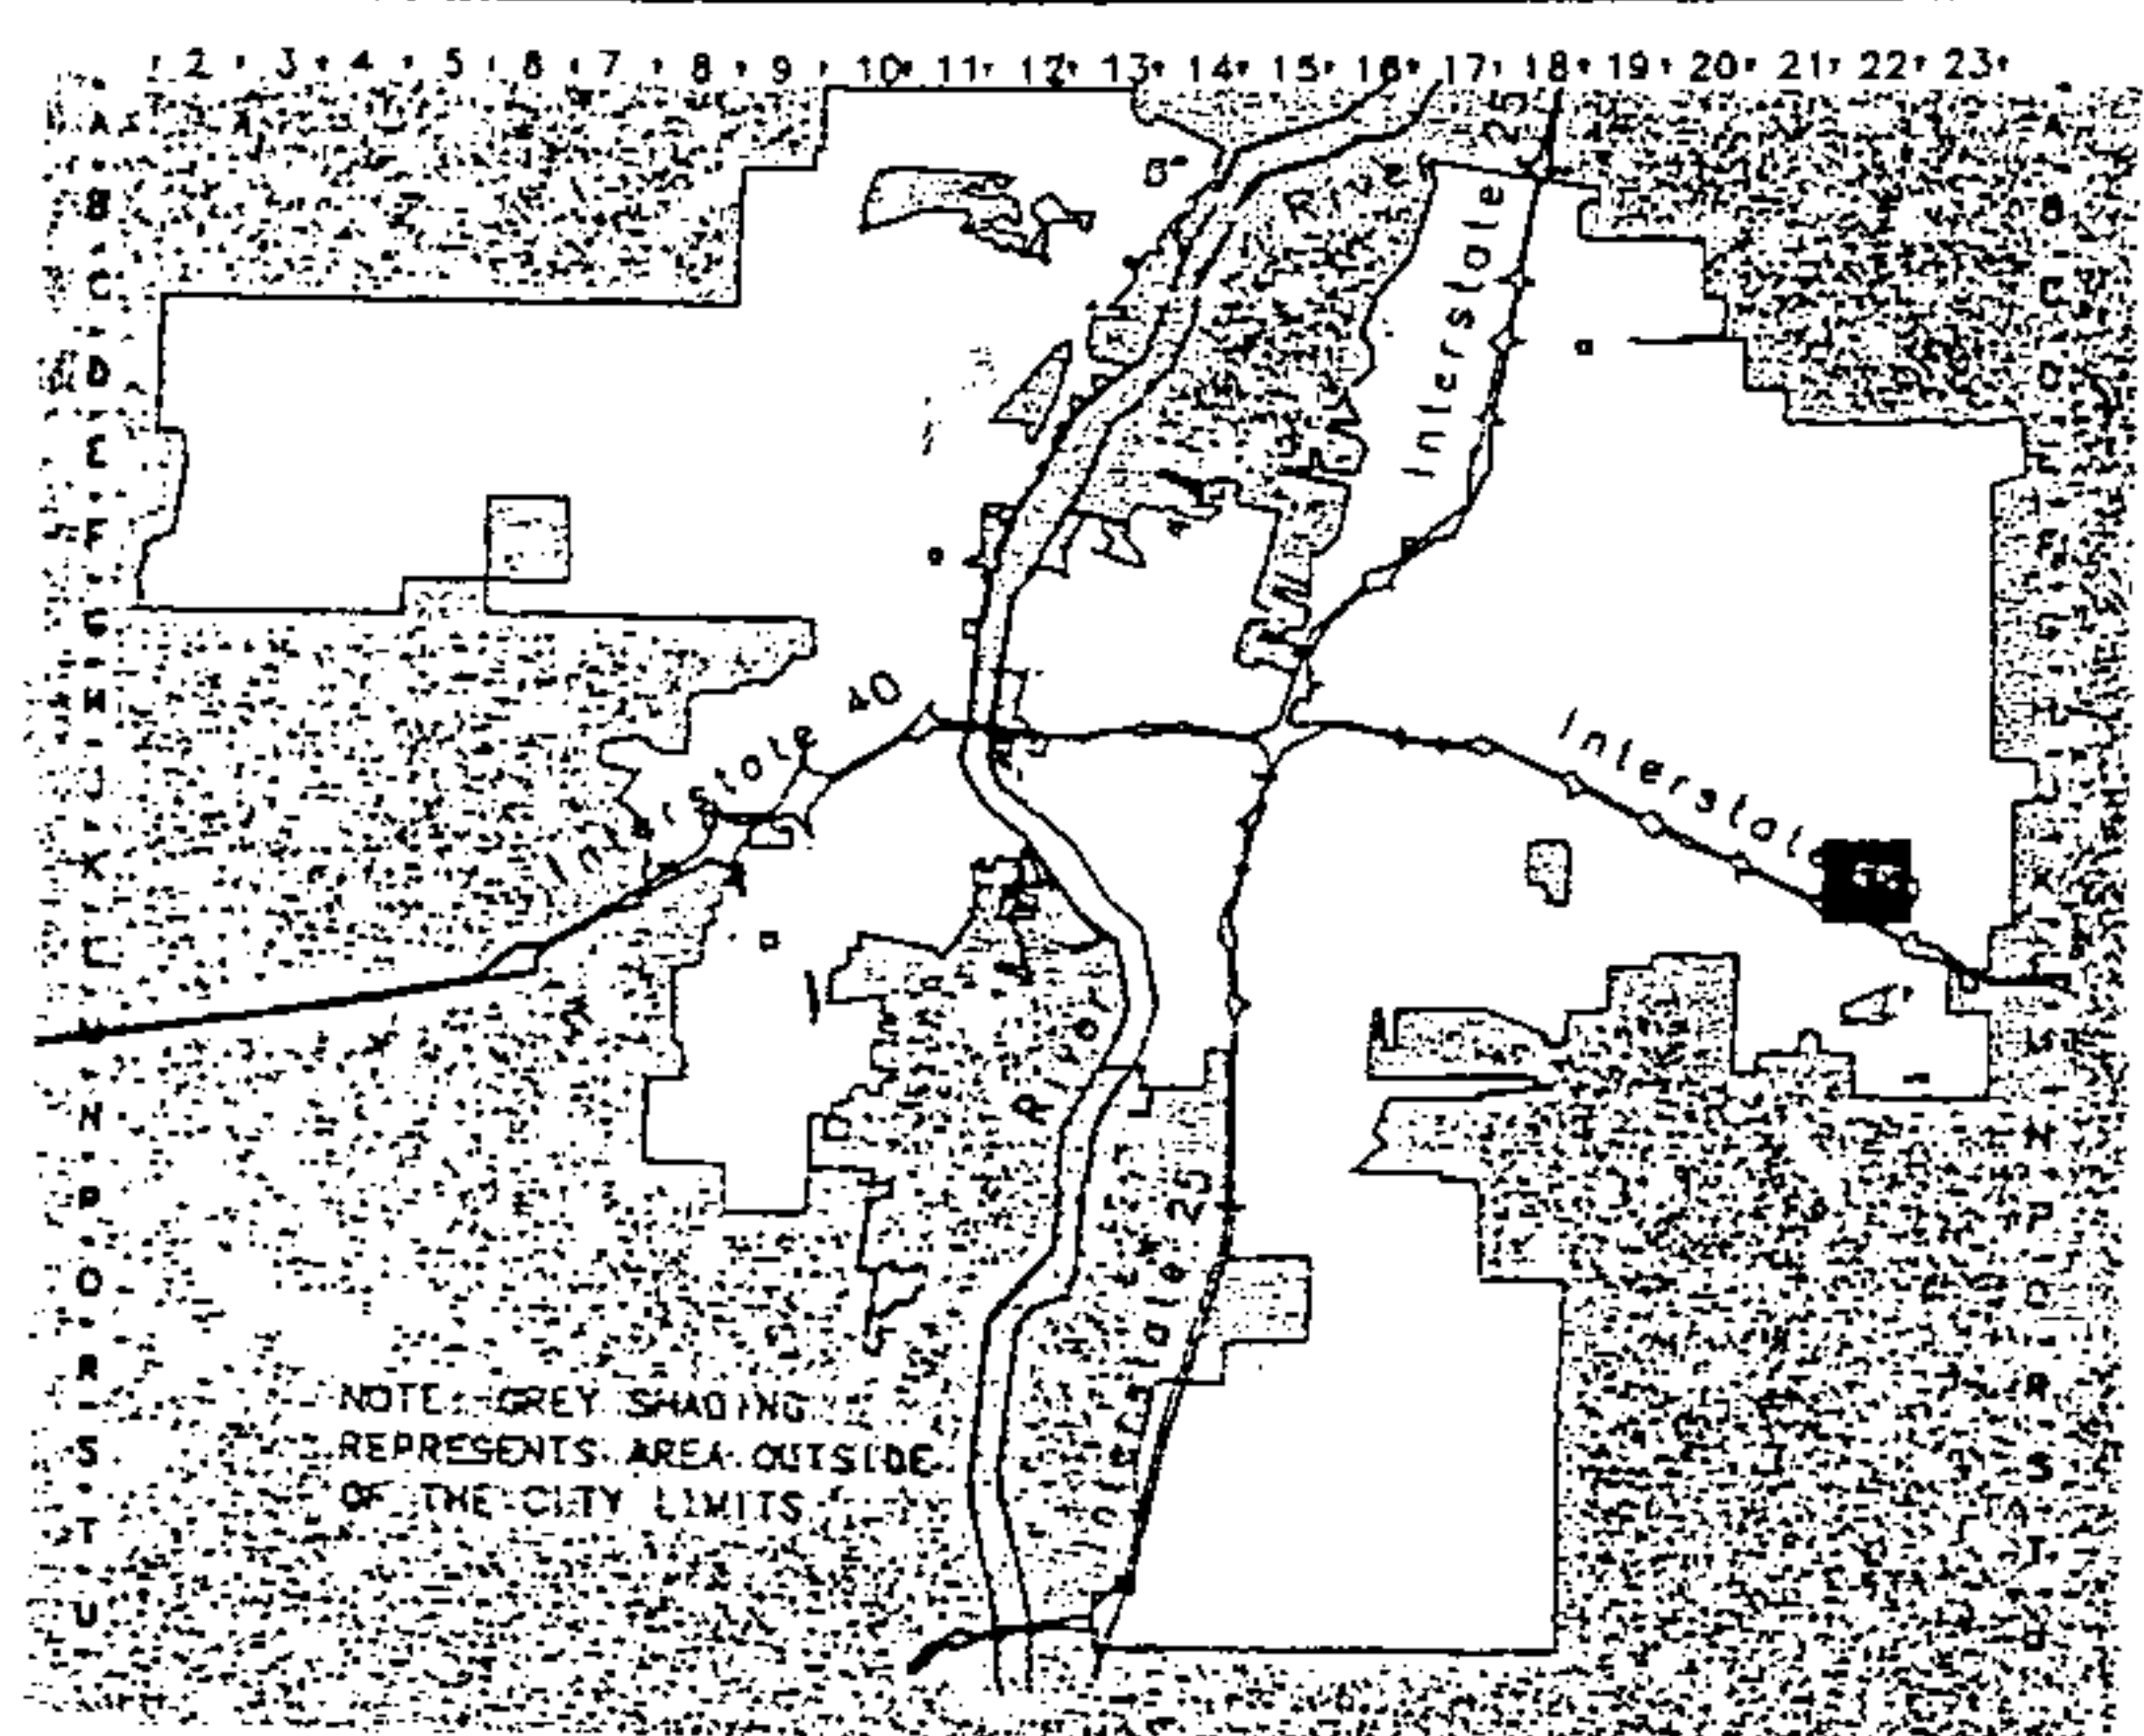 2 3 4 5 6 7 8 9 10 11 12 13 14 15 16 17 18 19 20 21 22 23
A
B
C
D
E
F
G
H
J
K
L
M
N
P
Q
R
S
T
U
A
B
C
D
E
F
G
K
M
N
P
Q
R
S
T
U
River
Interstate 25
Interstate 40
Interstate
River
Interstate 25
NOTE: GREY SHADING
REPRESENTS AREA OUTSIDE
OF THE CITY LIMITS